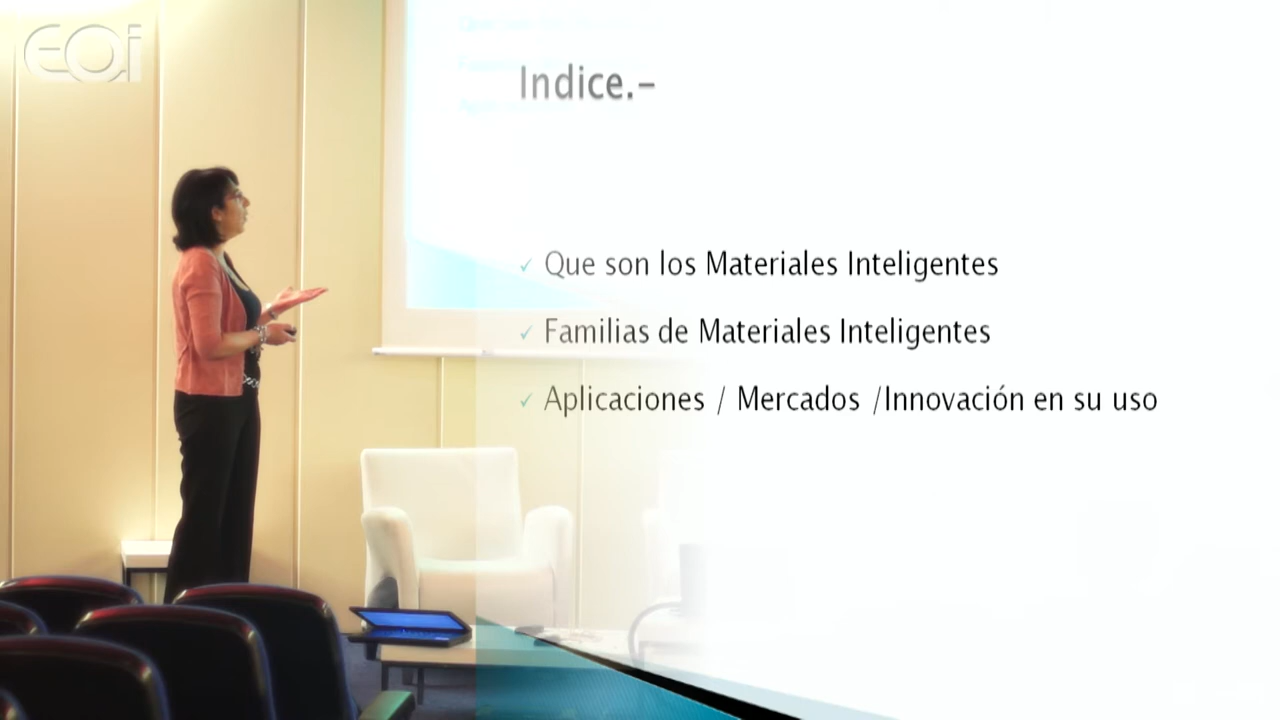 EOi
Indice.-
✓ Que son los Materiales Inteligentes
✓ Familias de Materiales Inteligentes
✓ Aplicaciones / Mercados /Innovación en su uso